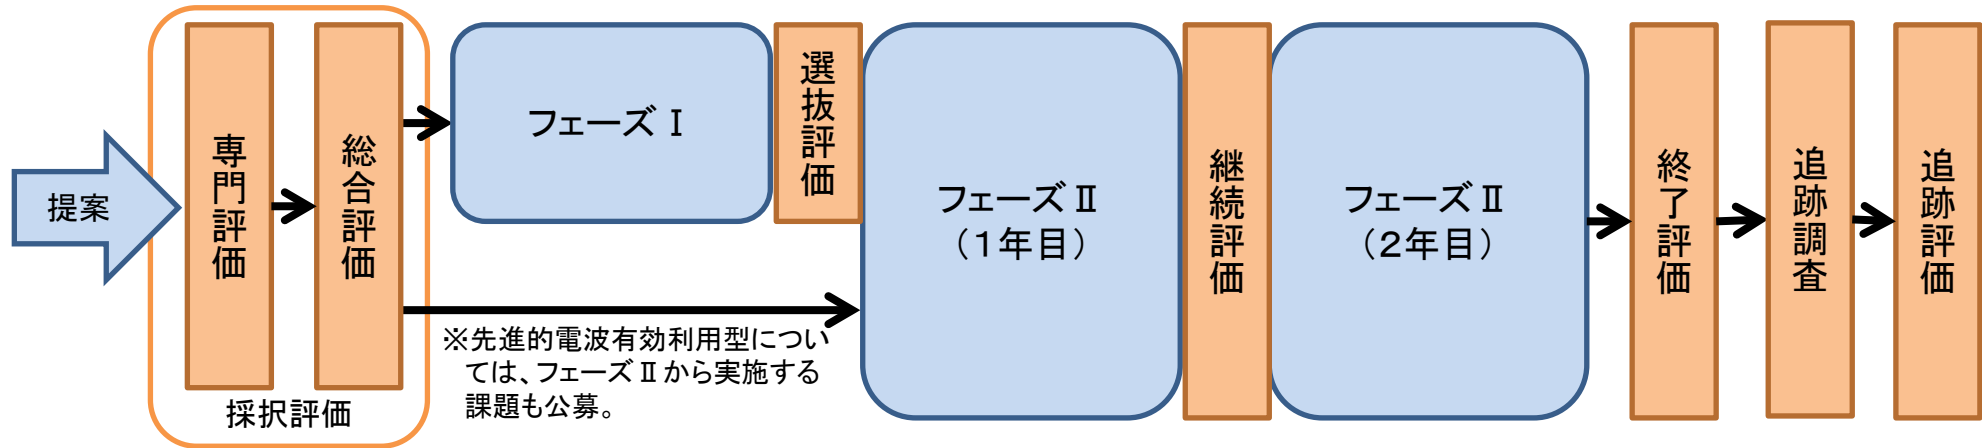 提案
専門評価
総合評価
採択評価
フェーズⅠ
選抜評価
※先進的電波有効利用型につい
ては、フェーズⅡから実施する
課題も公募。
フェーズⅡ
（１年目）
継続評価
フェーズⅡ
（２年目）
終了評価
追跡調査
追跡評価